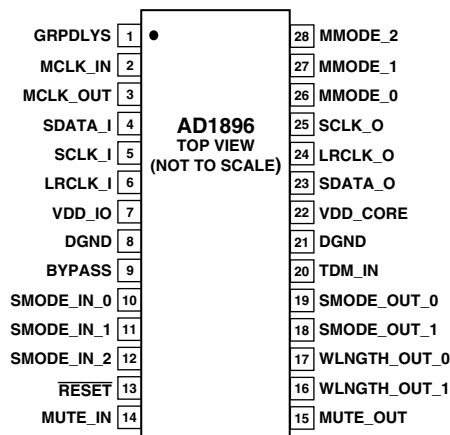 GRPDLYS 1
MCLK_IN 2
MCLK_OUT 3
SDATA_I 4
SCLK_I 5
LRCLK_I 6
VDD_IO 7
DGND 8
BYPASS 9
SMODE_IN_0 10
SMODE_IN_1 11
SMODE_IN_2 12
RESET 13
MUTE_IN 14
AD1896
TOP VIEW
(NOT TO SCALE)
28 MMODE_2
27 MMODE_1
26 MMODE_0
25 SCLK_O
24 LRCLK_O
23 SDATA_O
22 VDD_CORE
21 DGND
20 TDM_IN
19 SMODE_OUT_0
18 SMODE_OUT_1
17 WLNGTH_OUT_0
16 WLNGTH_OUT_1
15 MUTE_OUT